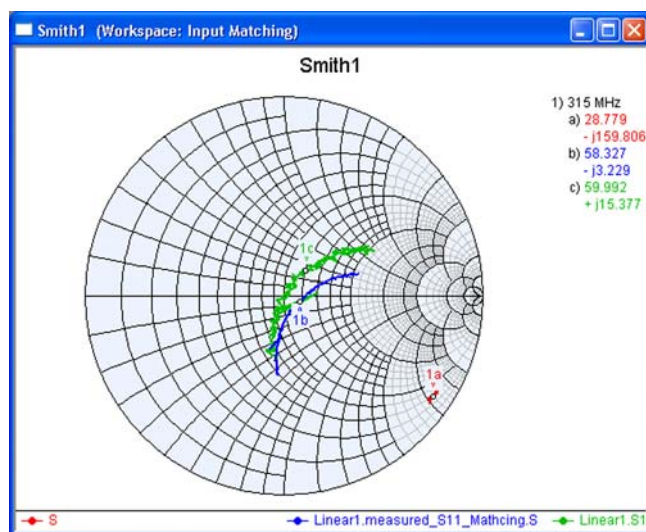 Smith1 (Workspace: Input Matching)
Smith1
1) 315 MHz
a) 28.779
- j159.806
b) 58.327
- j3.229
c) 59.992
+ j15.377
1c
1b
1a
S
Linear1.measured_S11_Mathcing.S
Linear1.S1